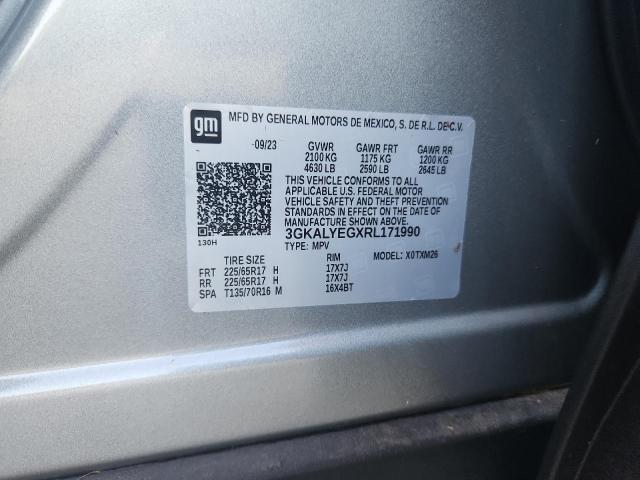 gm
MFD BY GENERAL MOTORS DE MEXICO, S. DE R.L. DE C.V.
09/23 GVWR GAWR FRT GAWR RR
2100 KG 1175 KG 1200 KG
4630 LB 2590 LB 2645 LB
THIS VEHICLE CONFORMS TO ALL
APPLICABLE U.S. FEDERAL MOTOR
VEHICLE SAFETY AND THEFT PREVENTION
STANDARDS IN EFFECT ON THE DATE OF
MANUFACTURE SHOWN ABOVE.
3GKALYEGXRL171990
130H
TYPE: MPV MODEL: X0TXM26
TIRE SIZE RIM
FRT 225/65R17 H 17X7J
RR 225/65R17 H 17X7J
SPA T135/70R16 M 16X4BT